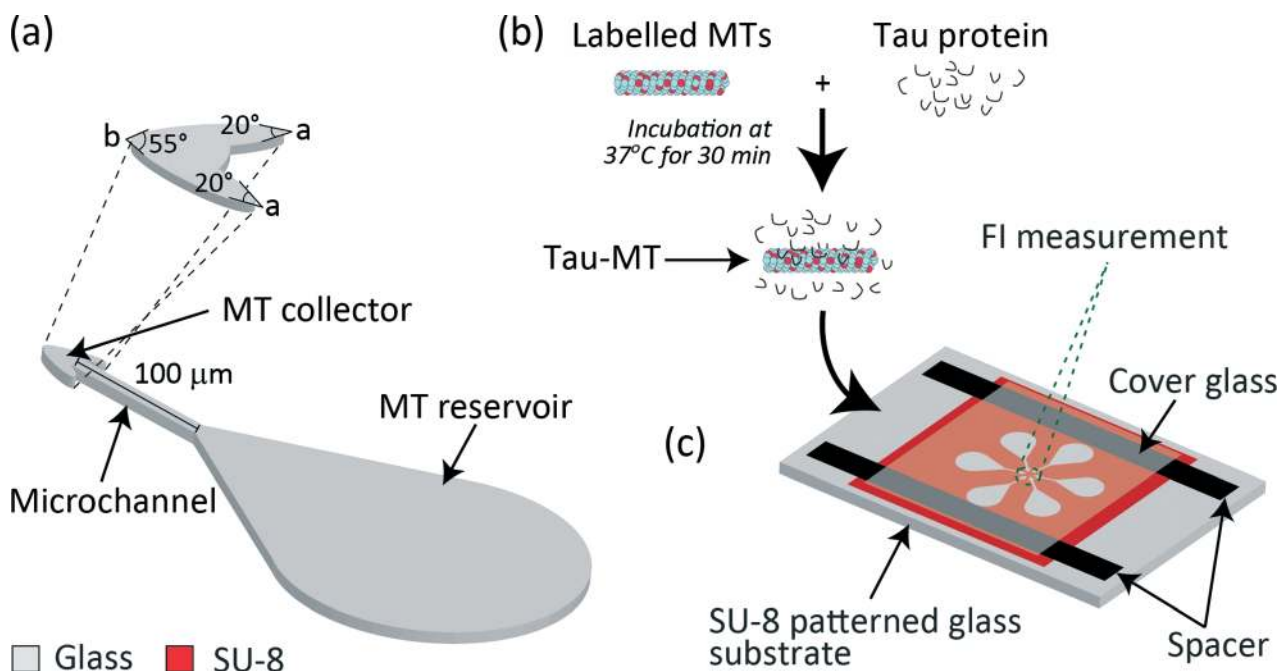 (a)
20°
a
b
55°
20°
a
MT collector
100 μm
MT reservoir
Microchannel
Glass
SU-8
(b)
Labelled MTs
+
Tau protein
Incubation at
37°C for 30 min
Tau-MT
FI measurement
(c)
Cover glass
SU-8 patterned glass
substrate
Spacer